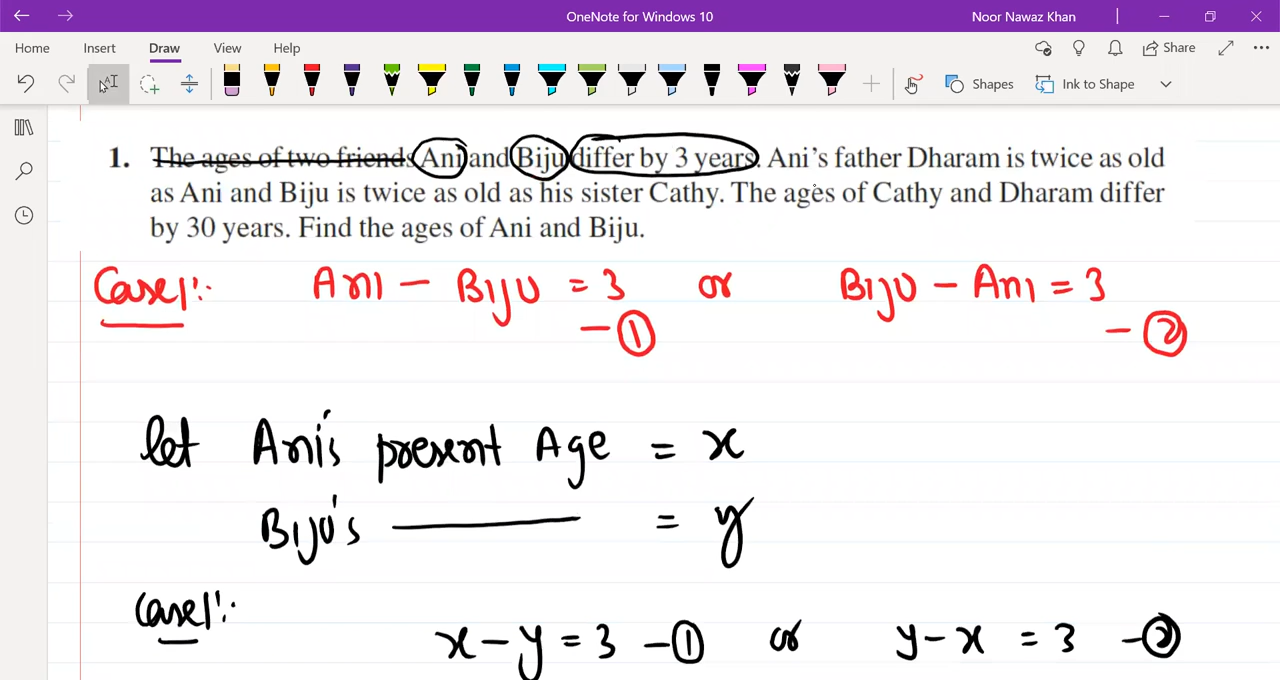 OneNote for Windows 10
Noor Nawaz Khan
Home Insert Draw View Help Share
Shapes Ink to Shape
1. The ages of two friends Ani and Biju differ by 3 years. Ani's father Dharam is twice as old
as Ani and Biju is twice as old as his sister Cathy. The ages of Cathy and Dharam differ
by 30 years. Find the ages of Ani and Biju.
Case1':. Ani - Biju = 3 or Biju - Ani = 3
- ① - ②
let Ani's present Age = x
Biju's ——— = y
Case1':.
x - y = 3 - ① or y - x = 3 - ②